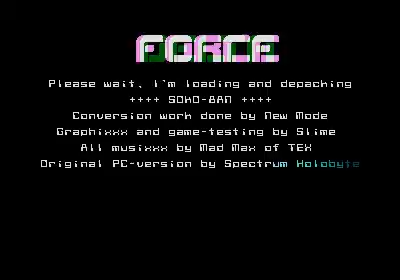 FORCE
Please wait, I'm loading and depacking
++++ SOKO-BAN ++++
Conversion work done by New Mode
Graphixxx and game-testing by Slime
All musixxx by Mad Max of TEX
Original PC-version by Spectrum Holobyte